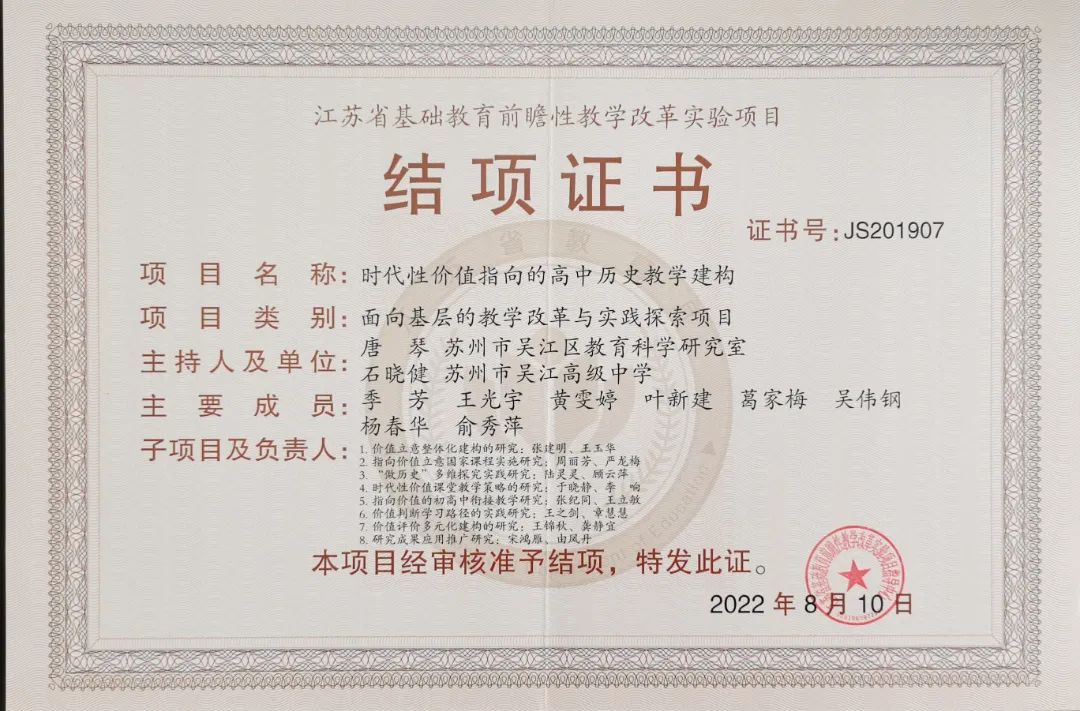 江苏省基础教育前瞻性教学改革实验项目
结项证书
证书号：JS201907
项目名称：时代性价值指向的高中历史教学建构
项目类别：面向基层的教学改革与实践探索项目
主持人及单位：唐　琴 苏州市吴江区教育科学研究室
石晓健 苏州市吴江高级中学
主要成员：季　芳　王光宇　黄雯婷　叶新建　葛家梅　吴伟钢
杨春华　俞秀萍
子项目及负责人：1. 价值立意整体化建构的研究：张建明、王玉华
2. 指向价值立意国家课程实施研究：周丽芳、严龙梅
3. “做历史”多维探究实践研究：陆灵灵、顾云萍
4. 时代性价值课堂教学策略的研究：于晓静、季　响
5. 指向价值的初高中衔接教学研究：张纪同、王立敏
6. 价值判断学习路径的实践研究：王之剑、章慧慧
7. 价值评价多元化建构的研究：王锦秋、龚静宜
8. 研究成果应用推广研究：宋鸿雁、由凤丹
本项目经审核准予结项，特发此证。
2022 年 8 月 10 日